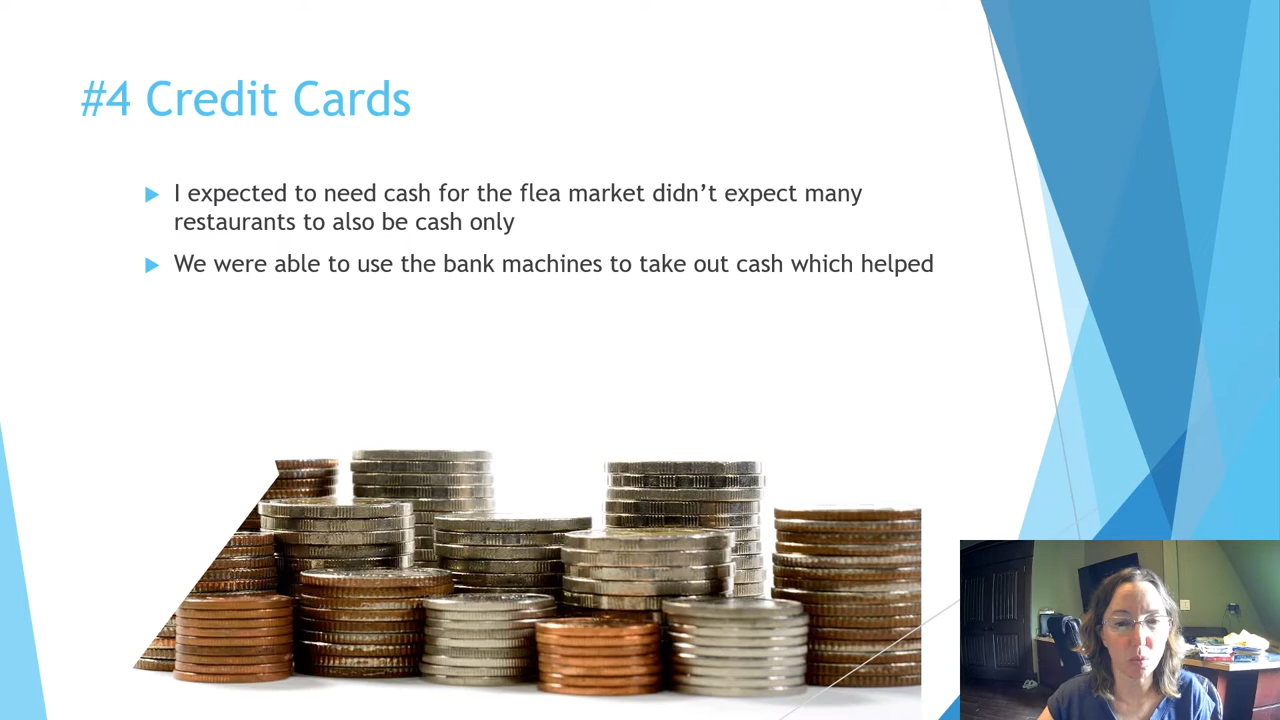 #4 Credit Cards
I expected to need cash for the flea market didn’t expect many
restaurants to also be cash only
We were able to use the bank machines to take out cash which helped